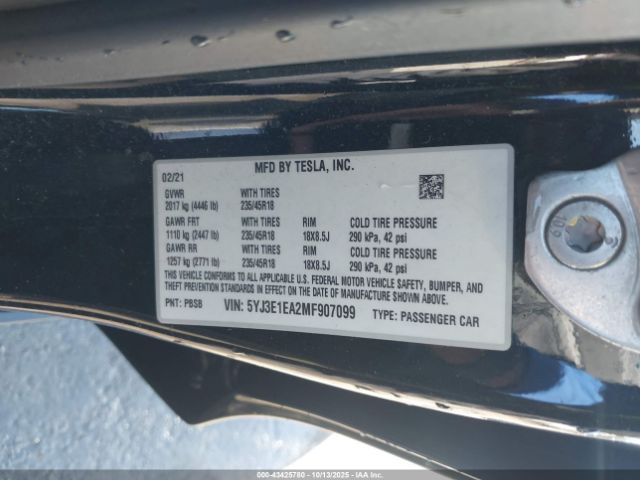 MFD BY TESLA, INC.
02/21
GVWR WITH TIRES
2017 kg (4446 lb) 235/45R18
GAWR FRT WITH TIRES RIM COLD TIRE PRESSURE
1110 kg (2447 lb) 235/45R18 18X8.5J 290 kPa, 42 psi
GAWR RR WITH TIRES RIM COLD TIRE PRESSURE
1257 kg (2771 lb) 235/45R18 18X8.5J 290 kPa, 42 psi
THIS VEHICLE CONFORMS TO ALL APPLICABLE FEDERAL MOTOR VEHICLE SAFETY, BUMPER, AND
THEFT PREVENTION STANDARDS IN EFFECT ON THE DATE OF MANUFACTURE SHOWN ABOVE.
PNT: PBSB VIN: 5YJ3E1EA2MF907099 TYPE: PASSENGER CAR
000-43425780 - 10/13/2025 - IAAI.com